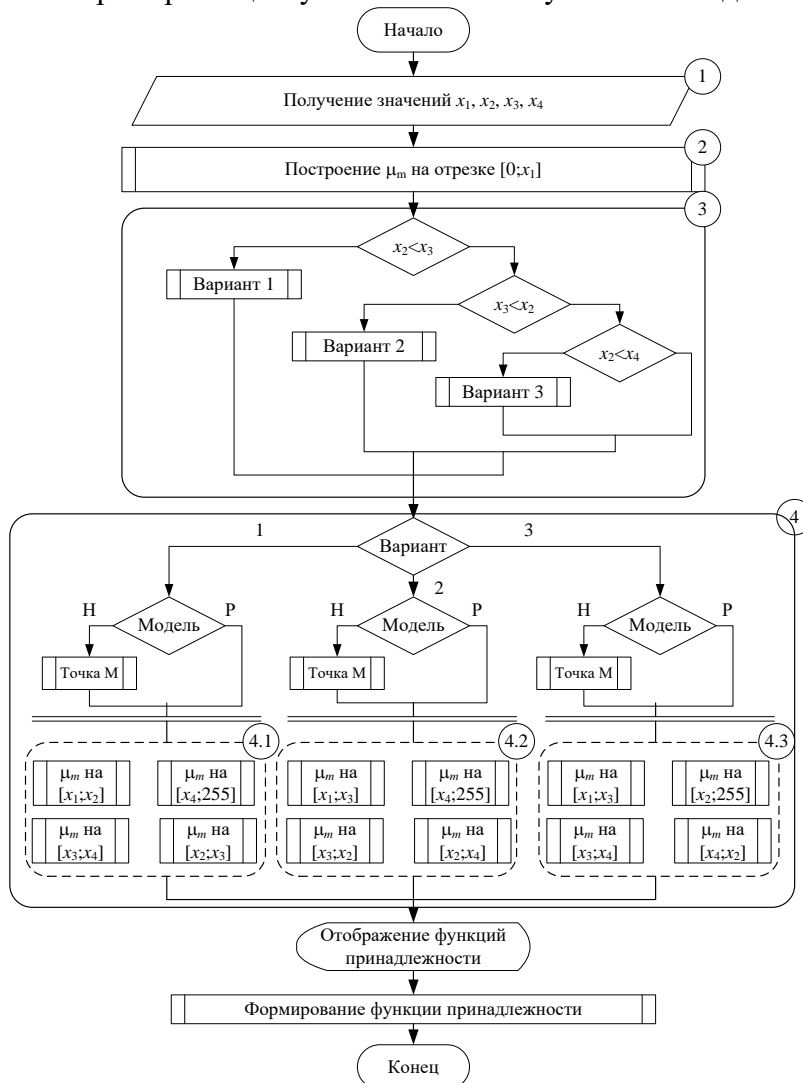 Начало
1
Получение значений x₁, x₂, x₃, x₄
2
Построение μₘ на отрезке [0;x₁]
3
x₂<x₃
Вариант 1
x₃<x₂
Вариант 2
x₂<x₄
Вариант 3
4
1
Вариант
3
2
Н
Модель
Р
Н
Модель
Р
Н
Модель
Р
Точка М
Точка М
Точка М
4.1
4.2
4.3
μₘ на
[x₁;x₂]
μₘ на
[x₄;255]
μₘ на
[x₁;x₃]
μₘ на
[x₄;255]
μₘ на
[x₁;x₃]
μₘ на
[x₂;255]
μₘ на
[x₃;x₄]
μₘ на
[x₂;x₃]
μₘ на
[x₃;x₂]
μₘ на
[x₂;x₄]
μₘ на
[x₃;x₄]
μₘ на
[x₄;x₂]
Отображение функций
принадлежности
Формирование функции принадлежности
Конец